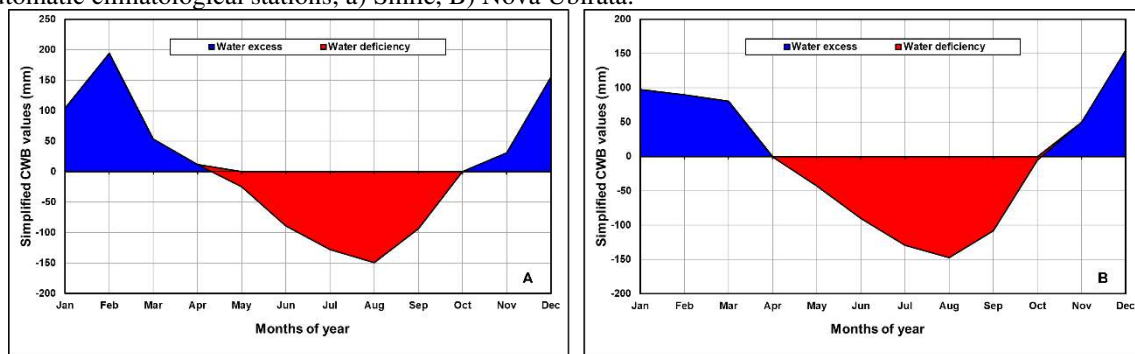 utomatic climatological stations, a) B) Nova Ubiratã.
Water excess Water deficiency
Simplified CWB values (mm)
250
200
150
100
50
0
-50
-100
-150
-200
Jan Feb Mar Apr May Jun Jul Aug Sep Oct Nov Dec
Months of year
A
Water excess Water deficiency
Simplified CWB values (mm)
200
150
100
50
0
-50
-100
-150
-200
Jan Feb Mar Apr May Jun Jul Aug Sep Oct Nov Dec
Months of year
B